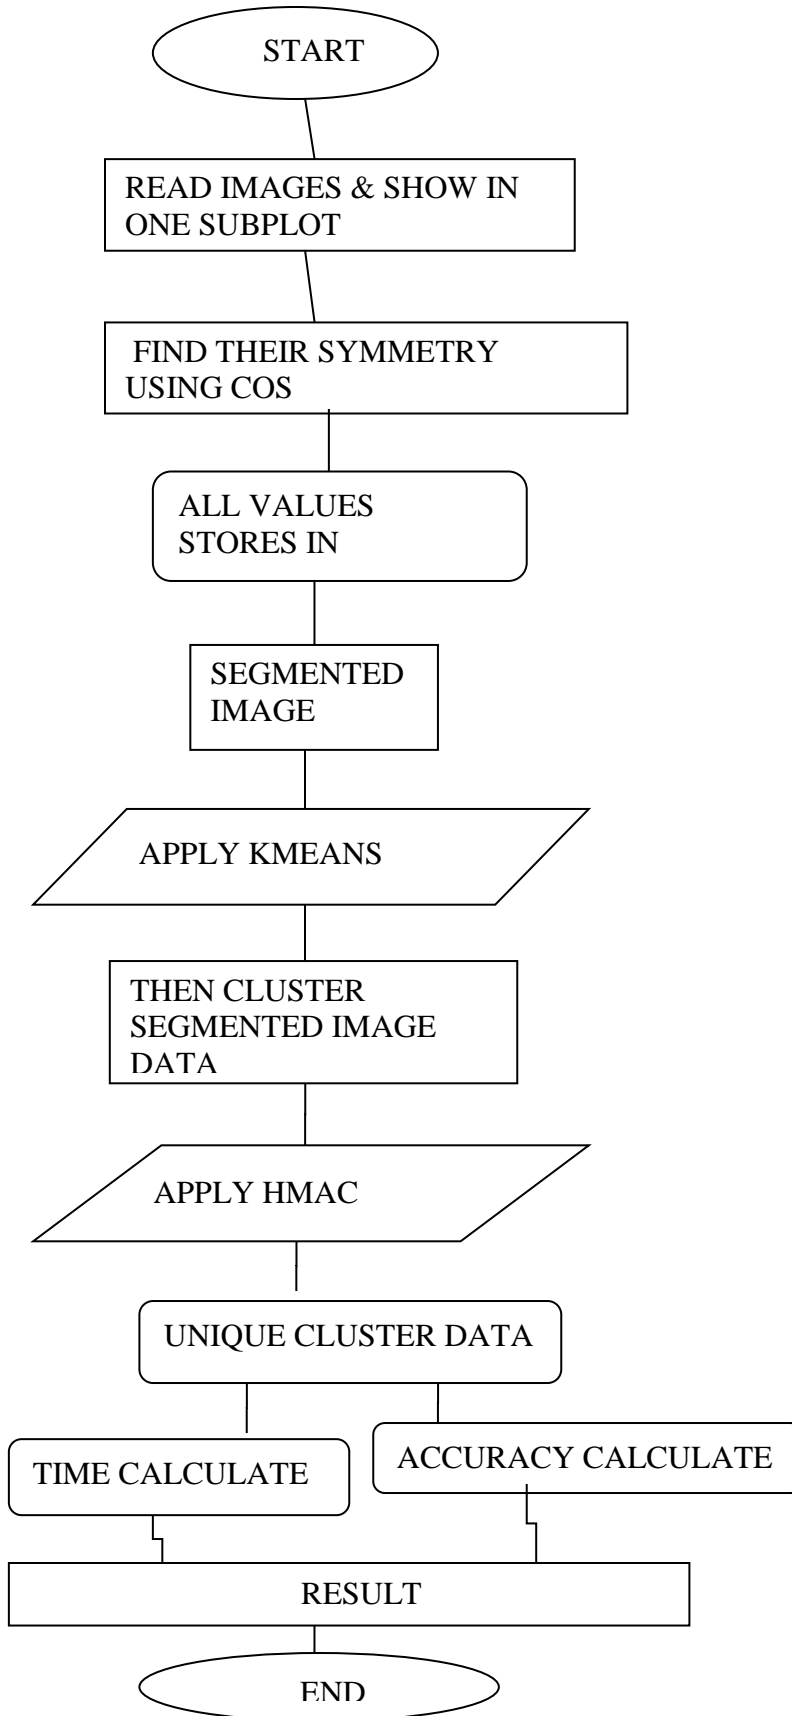 START
READ IMAGES & SHOW IN
ONE SUBPLOT
FIND THEIR SYMMETRY
USING COS
ALL VALUES
STORES IN
SEGMENTED
IMAGE
APPLY KMEANS
THEN CLUSTER
SEGMENTED IMAGE
DATA
APPLY HMAC
UNIQUE CLUSTER DATA
TIME CALCULATE
ACCURACY CALCULATE
RESULT
END